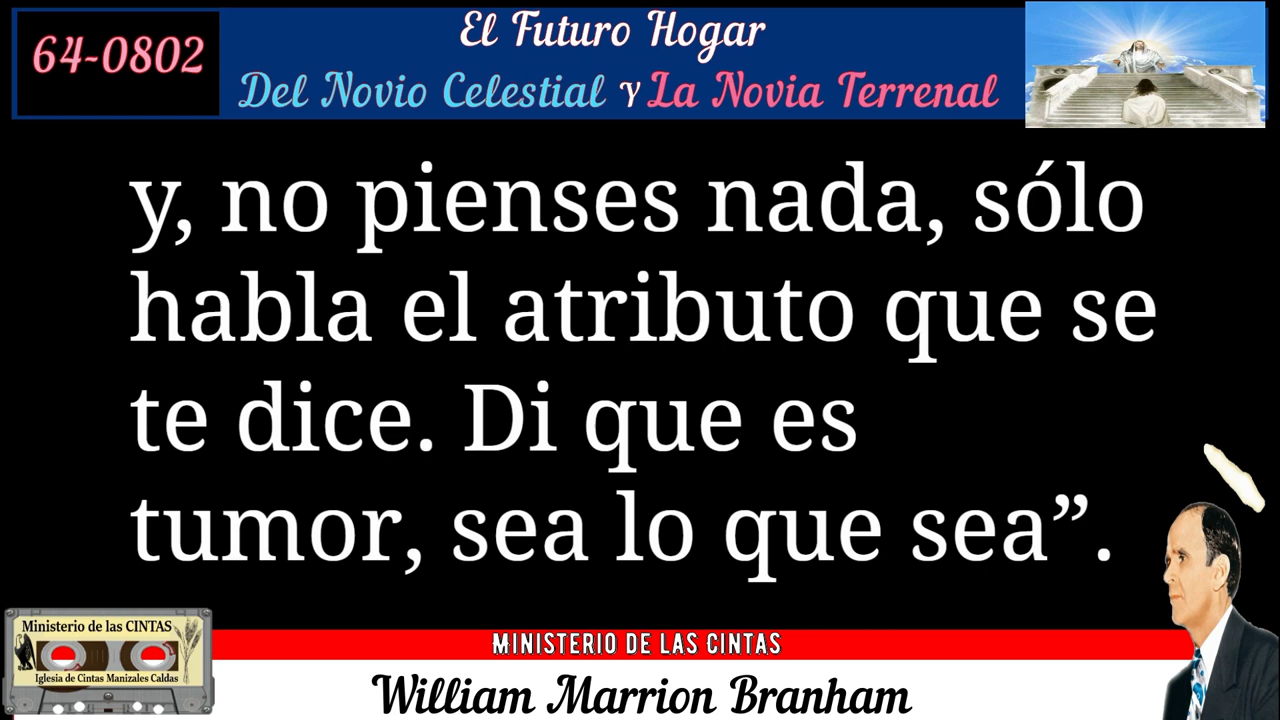 64-0802
El Futuro Hogar
Del Novio Celestial Y La Novia Terrenal
y, no pienses nada, sólo
habla el atributo que se
te dice. Di que es
tumor, sea lo que sea”.
Ministerio de las CINTAS
Iglesia de Cintas Manizales Caldas
MINISTERIO DE LAS CINTAS
William Marrion Branham